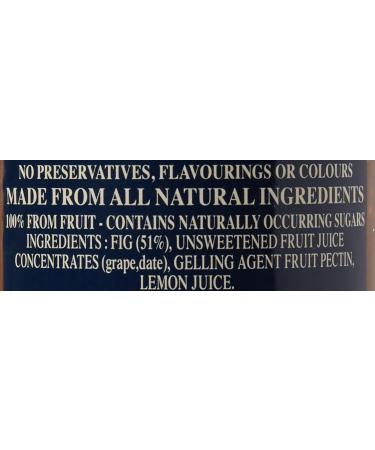 NO PRESERVATIVES, FLAVOURINGS OR COLOURS
MADE FROM ALL NATURAL INGREDIENTS
100% FROM FRUIT - CONTAINS NATURALLY OCCURRING SUGARS
INGREDIENTS : FIG (51%), UNSWEETENED FRUIT JUICE
CONCENTRATES (grape,date), GELLING AGENT FRUIT PECTIN,
LEMON JUICE.